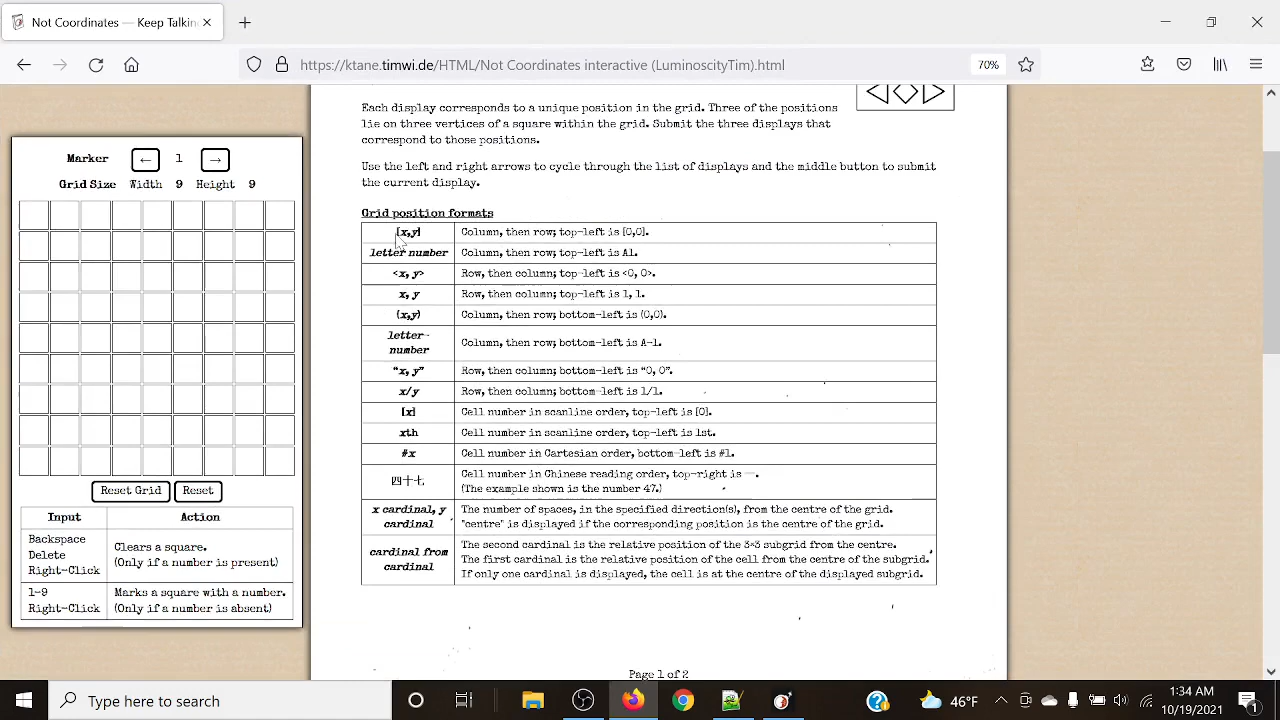 Not Coordinates — Keep Talkin
https://ktane.timwi.de/HTML/Not Coordinates interactive (LuminosityTim).html
70%
Marker ← 1 →
Grid Size Width 9 Height 9
Reset Grid Reset
Input Action
Backspace
Delete
Right-Click
Clears a square.
(Only if a number is present)
1-9
Right-Click
Marks a square with a number.
(Only if a number is absent)
Each display corresponds to a unique position in the grid. Three of the positions
lie on three vertices of a square within the grid. Submit the three displays that
correspond to those positions.
Use the left and right arrows to cycle through the list of displays and the middle button to submit
the current display.
Grid position formats
[x,y] Column, then row; top-left is [0,0].
letter number Column, then row; top-left is A1.
<x, y> Row, then column; top-left is <0, 0>.
x, y Row, then column; top-left is 1, 1.
(x,y) Column, then row; bottom-left is (0,0).
letter-
number
Column, then row; bottom-left is A-1.
“x, y” Row, then column; bottom-left is “0, 0”.
x/y Row, then column; bottom-left is 1/1.
[x] Cell number in scanline order, top-left is [0].
xth Cell number in scanline order, top-left is 1st.
#x Cell number in Cartesian order, bottom-left is #1.
四十七
Cell number in Chinese reading order, top-right is 一.
(The example shown is the number 47.)
x cardinal, y
cardinal
The number of spaces, in the specified direction(s), from the centre of the grid.
"centre" is displayed if the corresponding position is the centre of the grid.
cardinal from
cardinal
The second cardinal is the relative position of the 3×3 subgrid from the centre.
The first cardinal is the relative position of the cell from the centre of the subgrid.
If only one cardinal is displayed, the cell is at the centre of the displayed subgrid.
Page 1 of 2
Type here to search
46°F
1:34 AM
10/19/2021
1